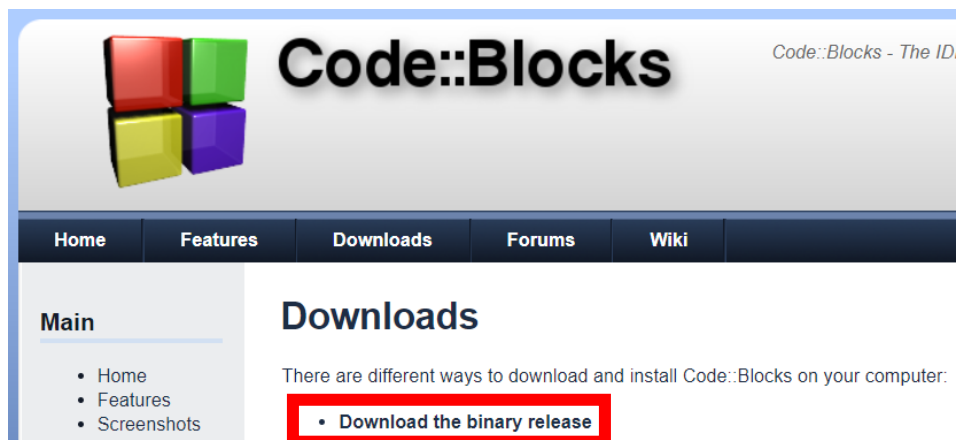 Code::Blocks
Code::Blocks - The ID
Home Features Downloads Forums Wiki
Main
• Home
• Features
• Screenshots
Downloads
There are different ways to download and install Code::Blocks on your computer:
• Download the binary release